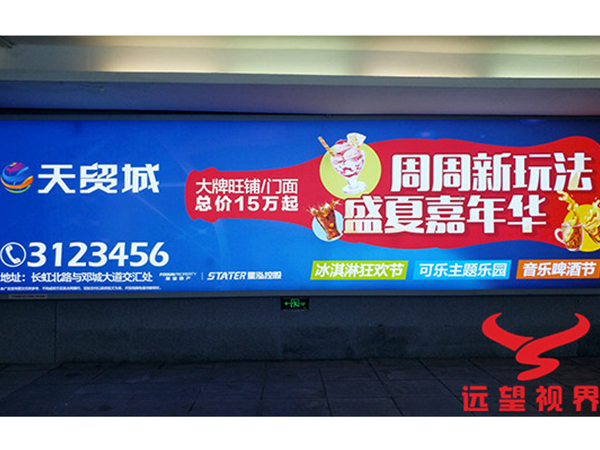 天贸城
大牌旺铺/门面
总价15万起
周周新玩法
盛夏嘉年华
3123456
地址：长虹北路与邓城大道交汇处
STATER 星泓控股
冰淇淋狂欢节
可乐主题乐园
音乐啤酒节
远望视界